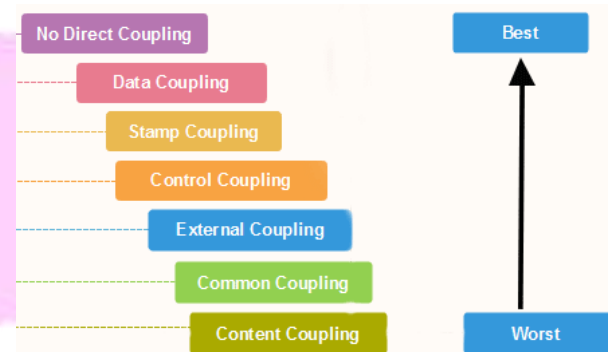 No Direct Coupling
Best
Data Coupling
Stamp Coupling
Control Coupling
External Coupling
Common Coupling
Content Coupling
Worst